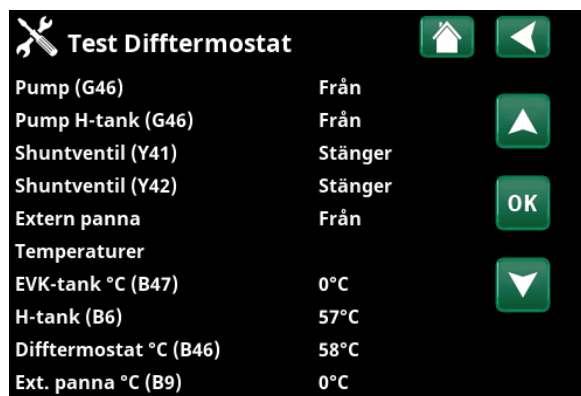 Test Difftermostat
Pump (G46) Från
Pump H-tank (G46) Från
Shuntventil (Y41) Stänger
Shuntventil (Y42) Stänger
OK
Extern panna Från
Temperaturer
EVK-tank °C (B47) 0°C
H-tank (B6) 57°C
Difftermostat °C (B46) 58°C
Ext. panna °C (B9) 0°C